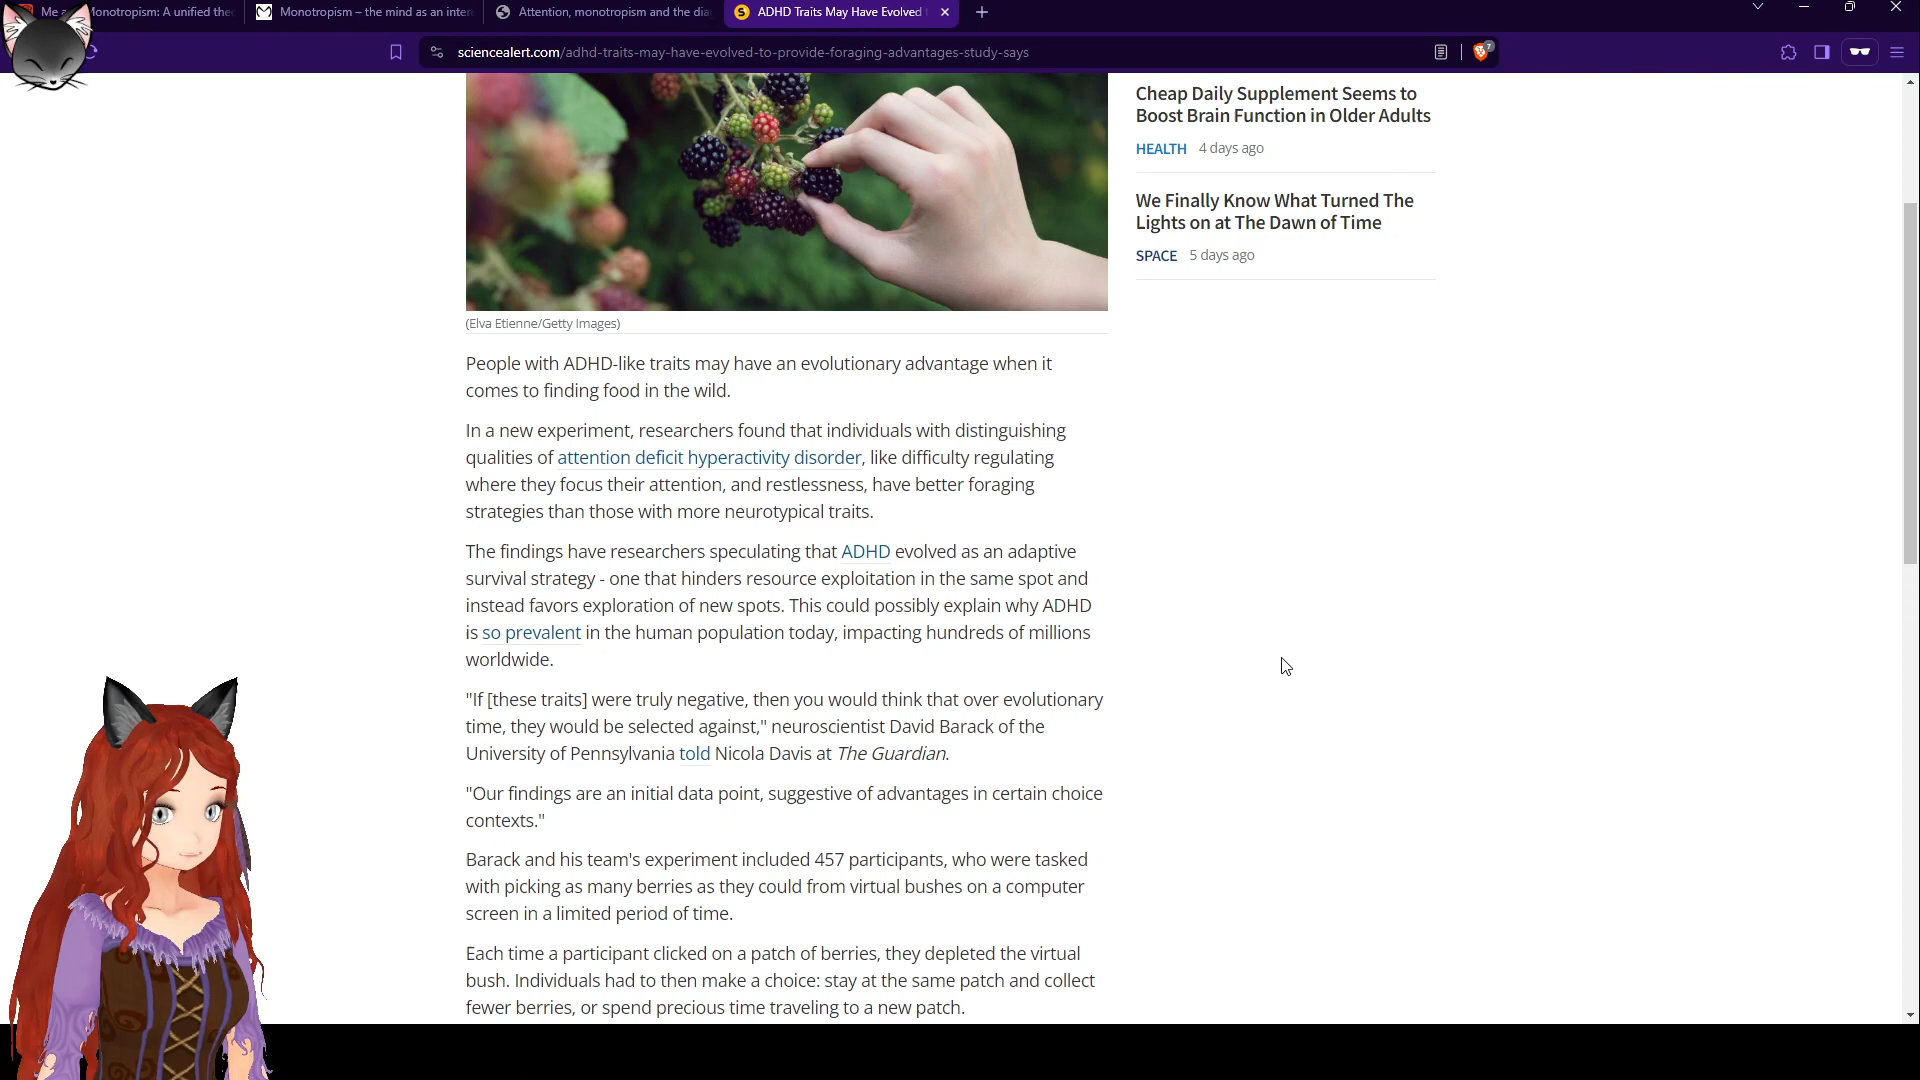 Me a
Monotropism: A unified the
Monotropism – the mind as an inter
Attention, monotropism and the dia
ADHD Traits May Have Evolved
sciencealert.com/adhd-traits-may-have-evolved-to-provide-foraging-advantages-study-says
7
Cheap Daily Supplement Seems to
Boost Brain Function in Older Adults
HEALTH 4 days ago
We Finally Know What Turned The
Lights on at The Dawn of Time
SPACE 5 days ago
(Elva Etienne/Getty Images)
People with ADHD-like traits may have an evolutionary advantage when it
comes to finding food in the wild.
In a new experiment, researchers found that individuals with distinguishing
qualities of attention deficit hyperactivity disorder, like difficulty regulating
where they focus their attention, and restlessness, have better foraging
strategies than those with more neurotypical traits.
The findings have researchers speculating that ADHD evolved as an adaptive
survival strategy - one that hinders resource exploitation in the same spot and
instead favors exploration of new spots. This could possibly explain why ADHD
is so prevalent in the human population today, impacting hundreds of millions
worldwide.
"If [these traits] were truly negative, then you would think that over evolutionary
time, they would be selected against," neuroscientist David Barack of the
University of Pennsylvania told Nicola Davis at The Guardian.
"Our findings are an initial data point, suggestive of advantages in certain choice
contexts."
Barack and his team's experiment included 457 participants, who were tasked
with picking as many berries as they could from virtual bushes on a computer
screen in a limited period of time.
Each time a participant clicked on a patch of berries, they depleted the virtual
bush. Individuals had to then make a choice: stay at the same patch and collect
fewer berries, or spend precious time traveling to a new patch.